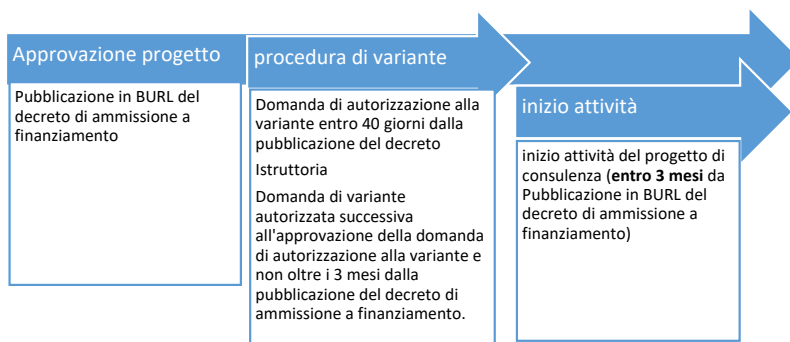 Approvazione progetto
Pubblicazione in BURL del
decreto di ammissione a
finanziamento
procedura di variante
Domanda di autorizzazione alla
variante entro 40 giorni dalla
pubblicazione del decreto
Istruttoria
Domanda di variante
autorizzata successiva
all'approvazione della domanda
di autorizzazione alla variante e
non oltre i 3 mesi dalla
pubblicazione del decreto di
ammissione a finanziamento.
inizio attività
inizio attività del progetto di
consulenza (entro 3 mesi da
Pubblicazione in BURL del
decreto di ammissione a
finanziamento)